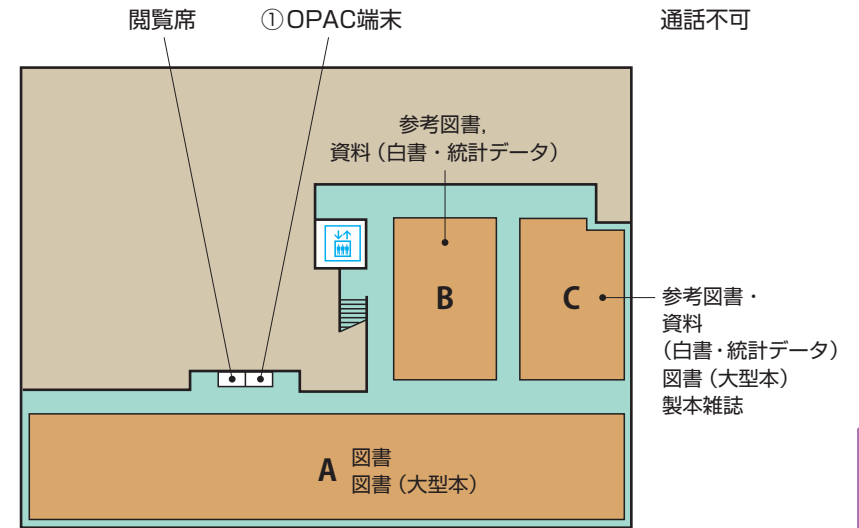 閲覧席
①OPAC端末
通話不可
参考図書,
資料（白書・統計データ）
B
C
参考図書・
資料
（白書・統計データ）
図書（大型本）
製本雑誌
A
図書
図書（大型本）